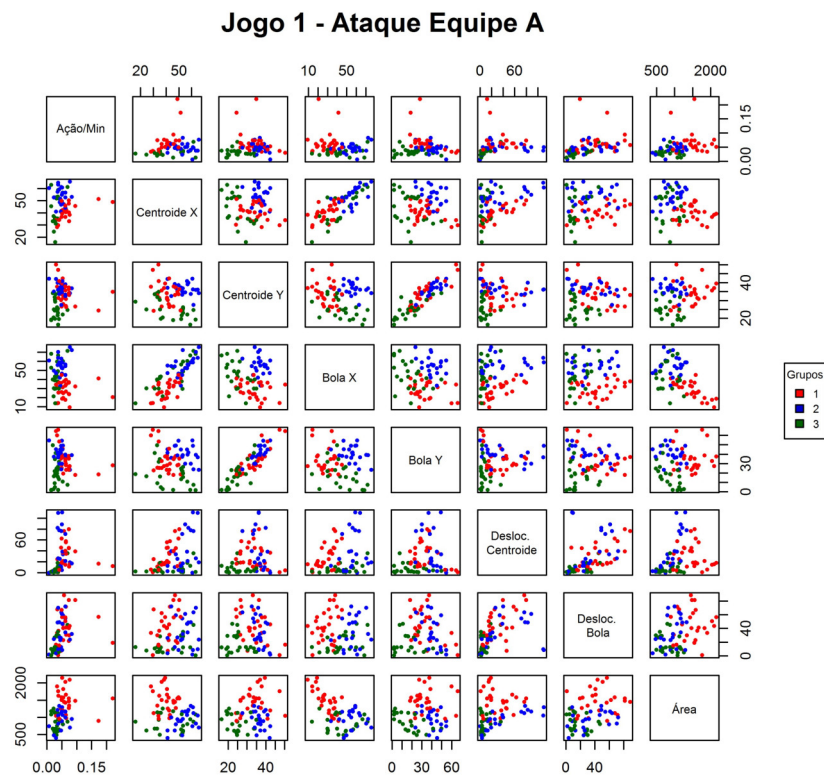 Jogo 1 - Ataque Equipe A
20 50
10 50
0 60
500 2000
Ação/Min
0.00 0.15
20 50
Centroide X
Centroide Y
20 40
10 50
Bola X
Grupos
1
2
3
Bola Y
0 30
0 60
Desloc.
Centroide
Desloc.
Bola
0 40
500 2000
Área
0.00 0.15
20 40
0 30 60
0 40